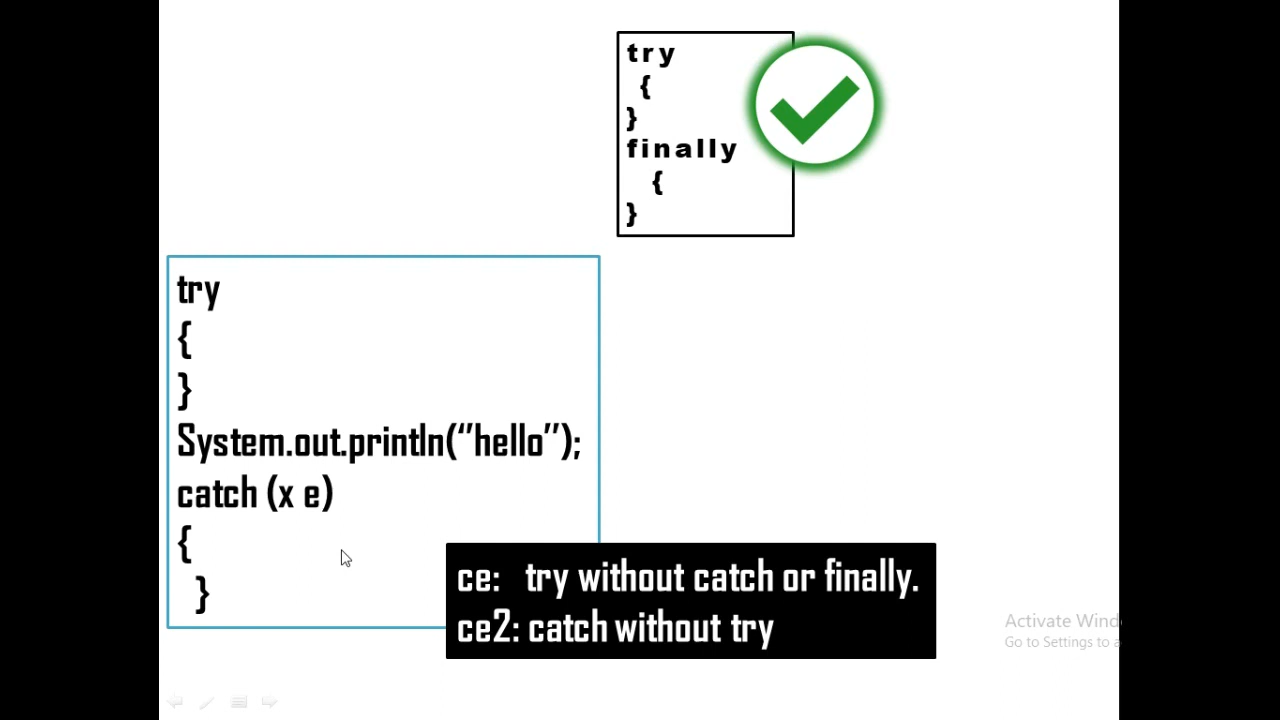 try
{
}
finally
{
}
try
{
}
System.out.println(‘’hello’’);
catch (x e)
{
}
ce: try without catch or finally.
ce2: catch without try
Activate Wind
Go to Settings to a